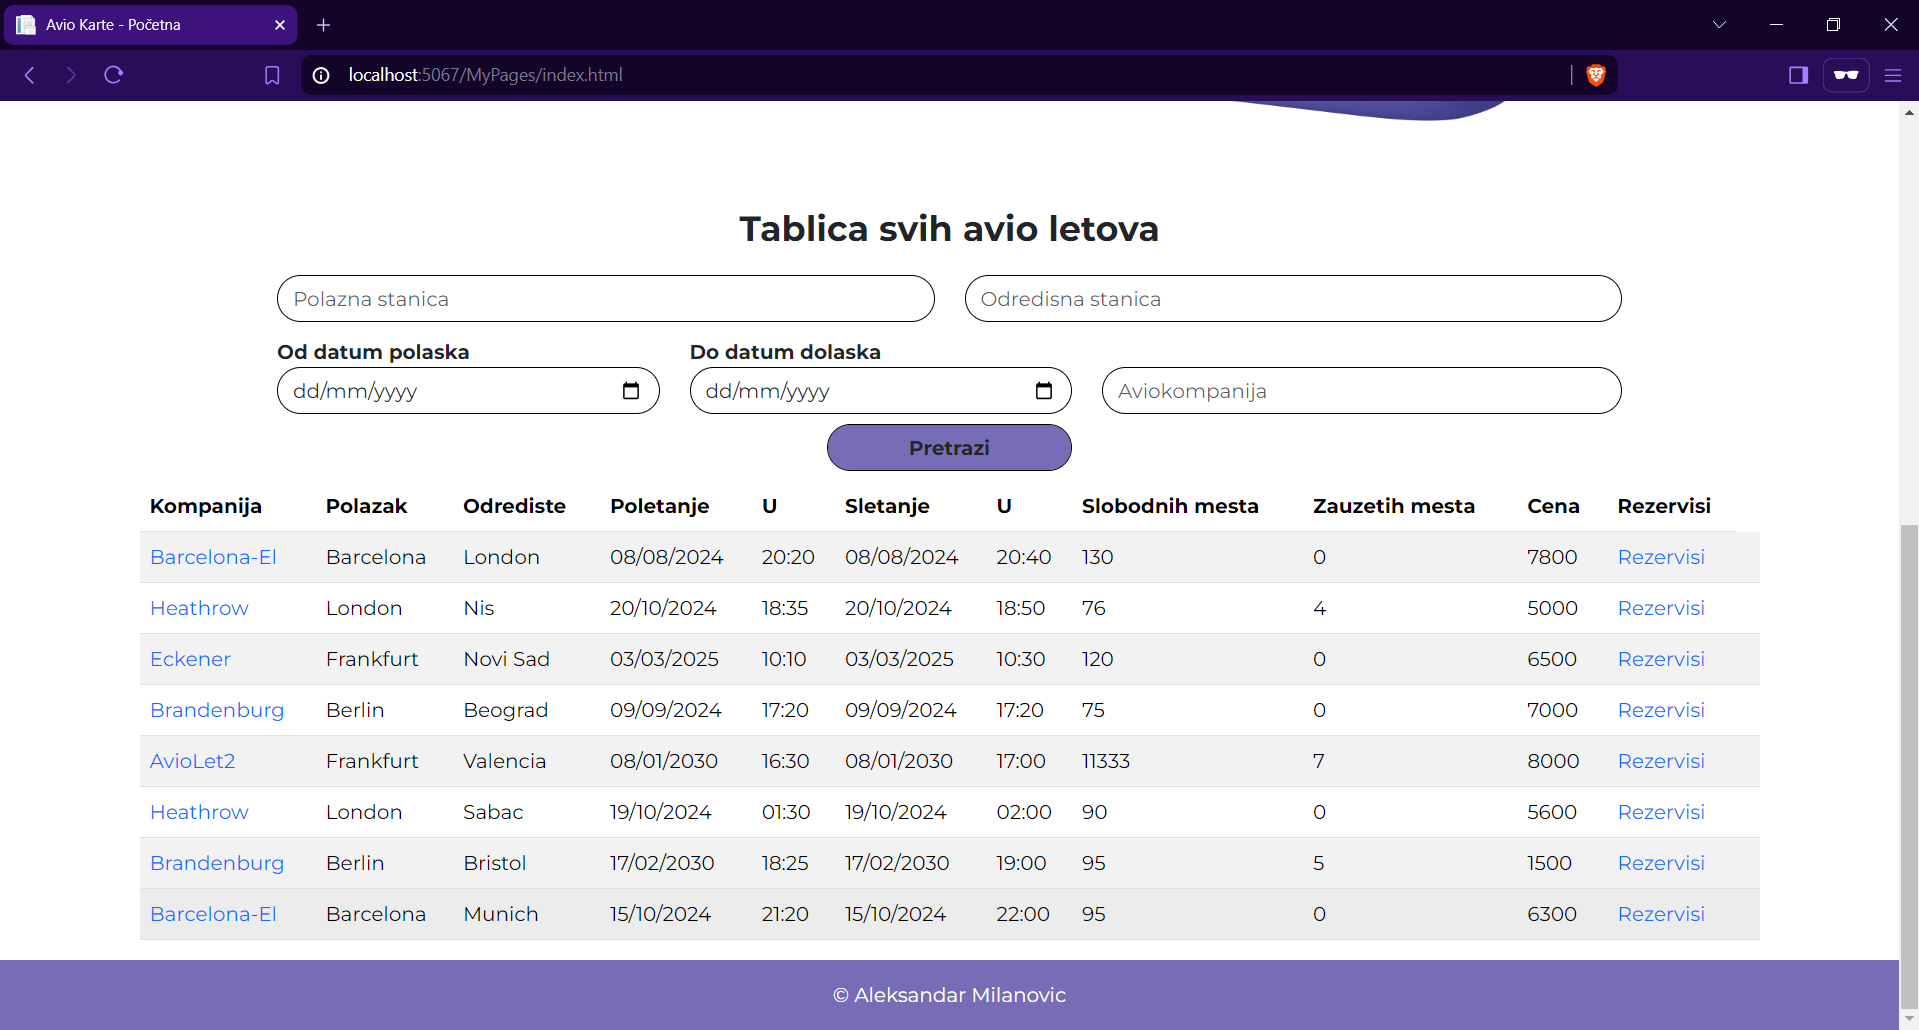 Avio Karte - Početna
localhost:5067/MyPages/index.html
Tablica svih avio letova
Polazna stanica Odredisna stanica
Od datum polaska Do datum dolaska
dd/mm/yyyy dd/mm/yyyy Aviokompanija
Pretrazi
Kompanija Polazak Odrediste Poletanje U Sletanje U Slobodnih mesta Zauzetih mesta Cena Rezervisi
Barcelona-El Barcelona London 08/08/2024 20:20 08/08/2024 20:40 130 0 7800 Rezervisi
Heathrow London Nis 20/10/2024 18:35 20/10/2024 18:50 76 4 5000 Rezervisi
Eckener Frankfurt Novi Sad 03/03/2025 10:10 03/03/2025 10:30 120 0 6500 Rezervisi
Brandenburg Berlin Beograd 09/09/2024 17:20 09/09/2024 17:20 75 0 7000 Rezervisi
AvioLet2 Frankfurt Valencia 08/01/2030 16:30 08/01/2030 17:00 11333 7 8000 Rezervisi
Heathrow London Sabac 19/10/2024 01:30 19/10/2024 02:00 90 0 5600 Rezervisi
Brandenburg Berlin Bristol 17/02/2030 18:25 17/02/2030 19:00 95 5 1500 Rezervisi
Barcelona-El Barcelona Munich 15/10/2024 21:20 15/10/2024 22:00 95 0 6300 Rezervisi
© Aleksandar Milanovic